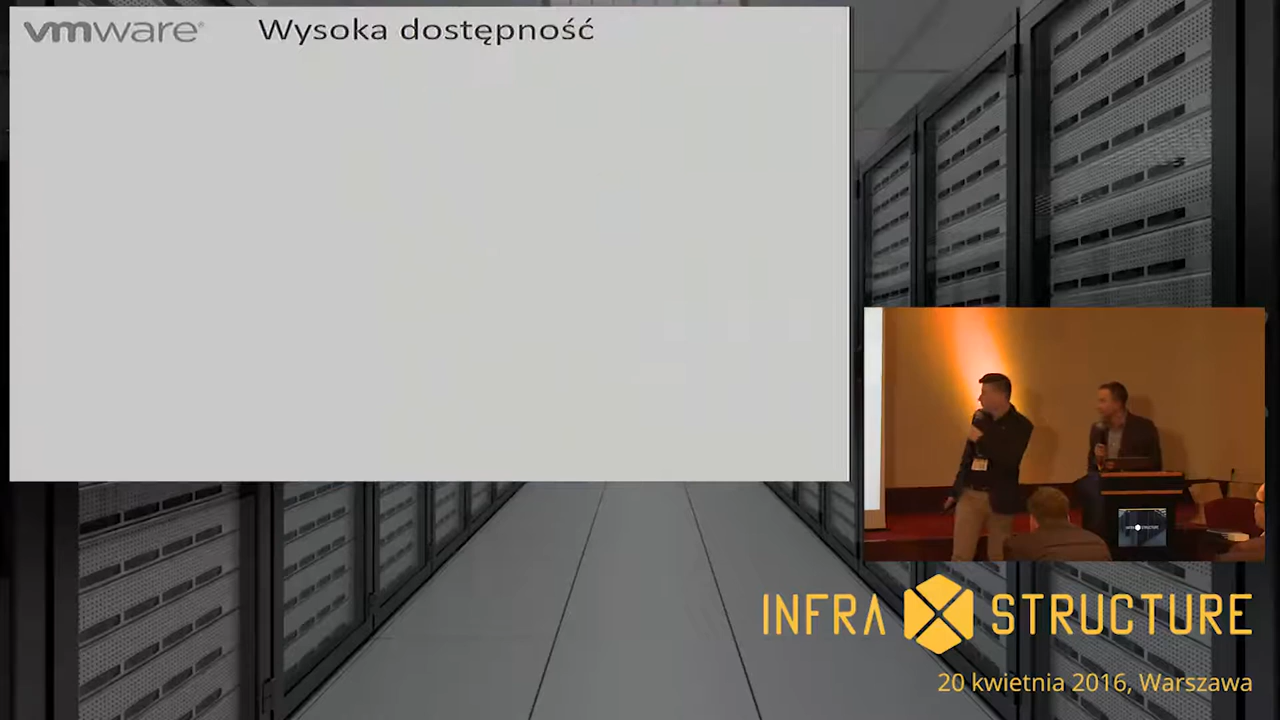 vmware® Wysoka dostępność
INFRA STRUCTURE
20 kwietnia 2016, Warszawa